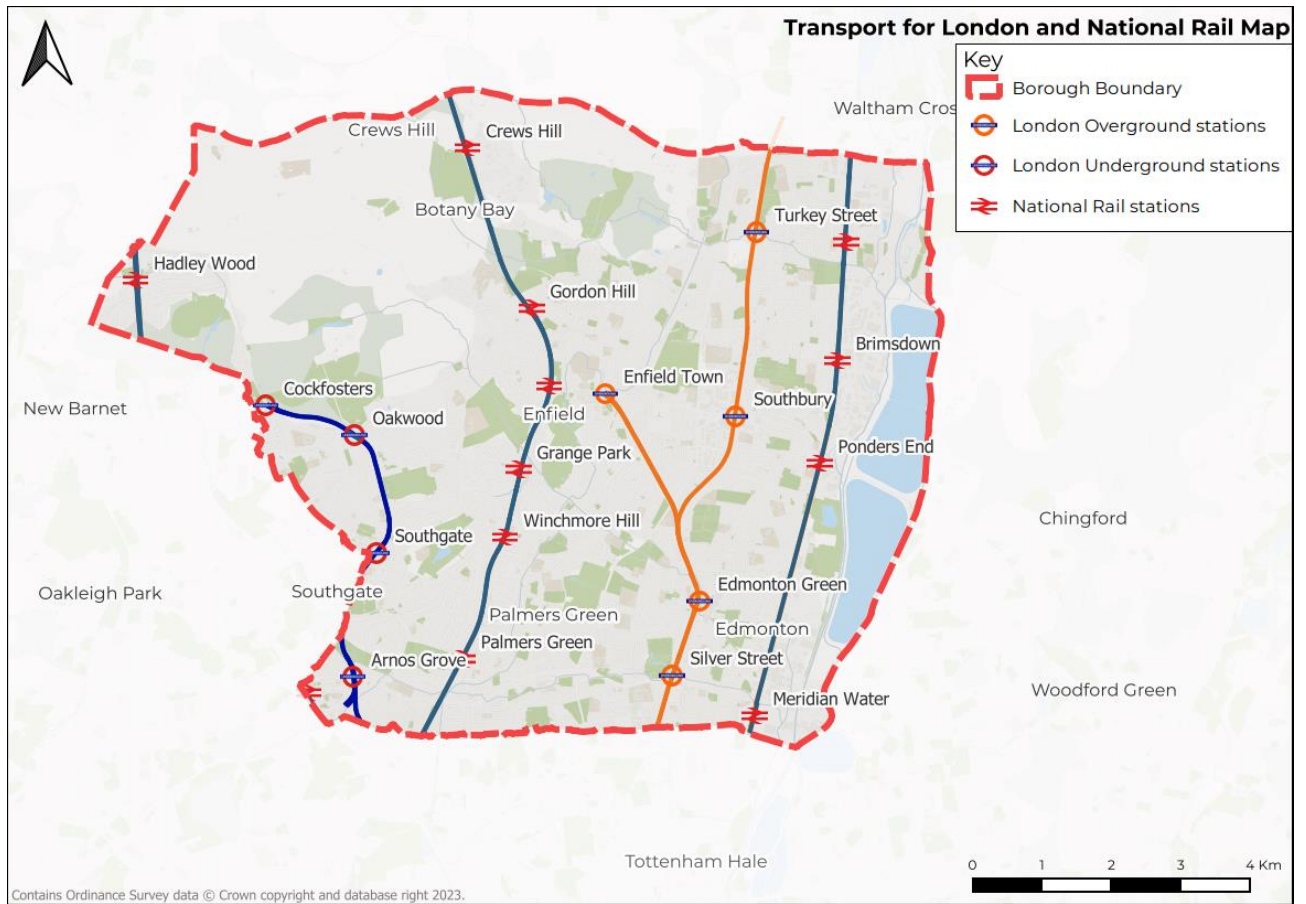 Transport for London and National Rail Map
Key
Borough Boundary
London Overground stations
London Underground stations
National Rail stations
Waltham Cros
Crews Hill
Crews Hill
Botany Bay
Turkey Street
Hadley Wood
Gordon Hill
Brimsdown
Enfield Town
Cockfosters
Southbury
New Barnet
Oakwood
Enfield
Grange Park
Ponders End
Winchmore Hill
Chingford
Southgate
Edmonton Green
Oakleigh Park
Southgate
Palmers Green
Edmonton
Palmers Green
Arnos Grove
Silver Street
Woodford Green
Meridian Water
Tottenham Hale
0 1 2 3 4 Km
Contains Ordinance Survey data © Crown copyright and database right 2023.